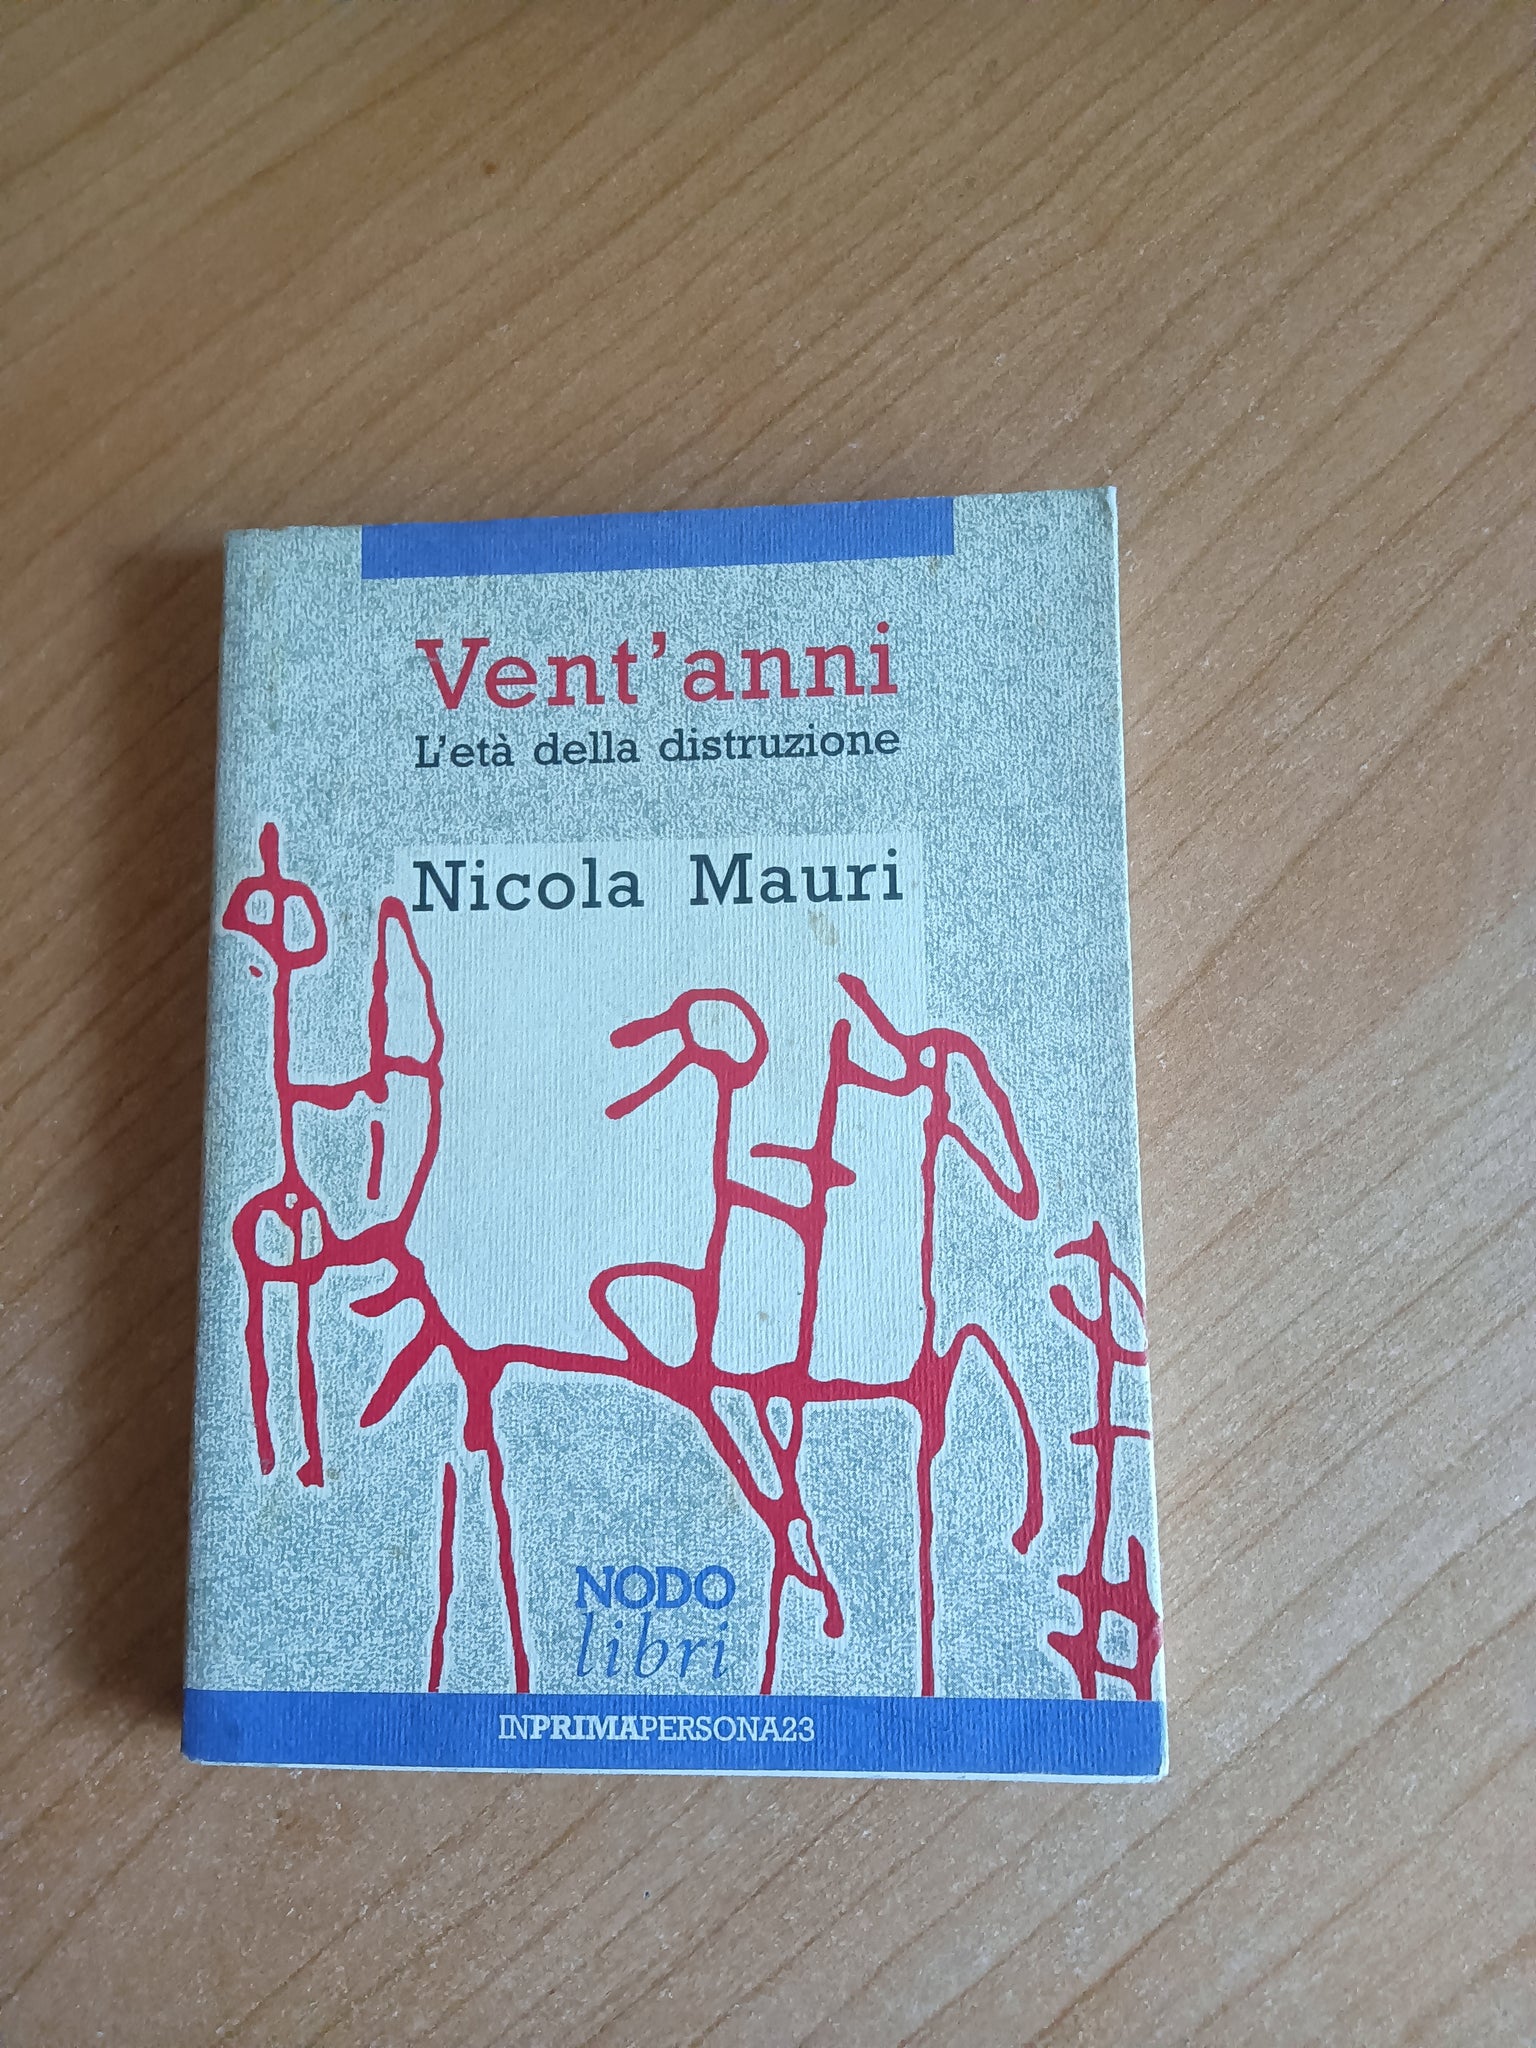 Vent'anni
L'età della distruzione
Nicola Mauri
NODO
libri
INPRIMAPERSONA23